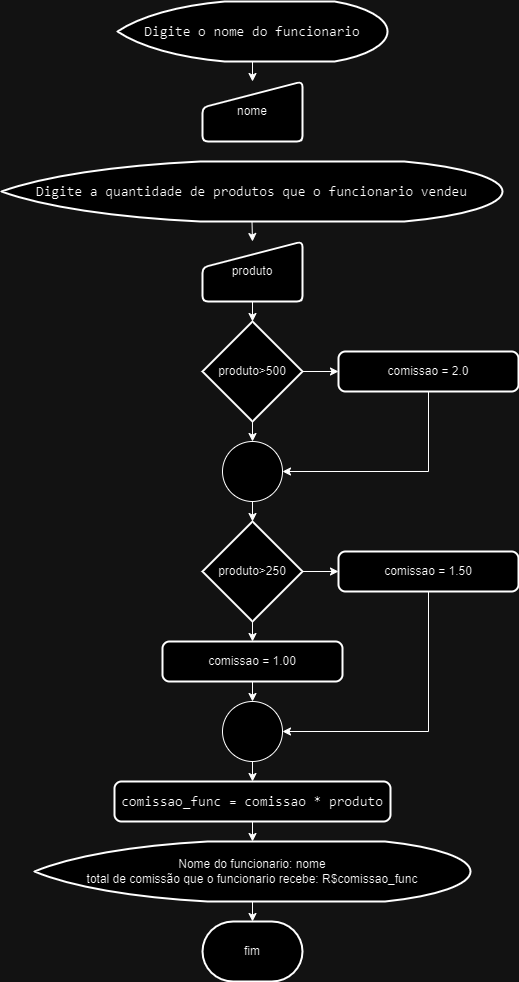 Digite o nome do funcionario
nome
Digite a quantidade de produtos que o funcionario vendeu
produto
produto>500
comissao = 2.0
produto>250
comissao = 1.50
comissao = 1.00
comissao_func = comissao * produto
Nome do funcionario: nome
total de comissão que o funcionario recebe: R$comissao_func
fim